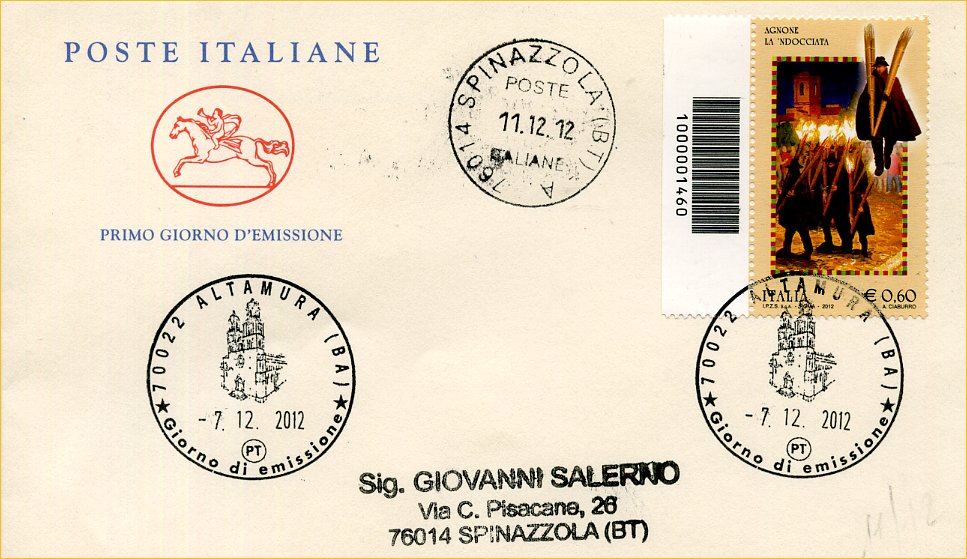 POSTE ITALIANE
PRIMO GIORNO D'EMISSIONE
76014 SPINAZZOLA (BT)
POSTE
11.12.12
ITALIANE
A
1000001460
AGNONE
LA 'NDOCCIATA
ITALIA € 0,60
I.P.Z.S. S.p.A. - ROMA - 2012 A. CIABURRO
70022 ALTAMURA (BA)
- 7. 12. 2012
PT
★ Giorno di emissione ★
70022 ALTAMURA (BA)
- 7. 12. 2012
PT
★ Giorno di emissione ★
Sig. GIOVANNI SALERNO
Via C. Pisacane, 26
76014 SPINAZZOLA (BT)